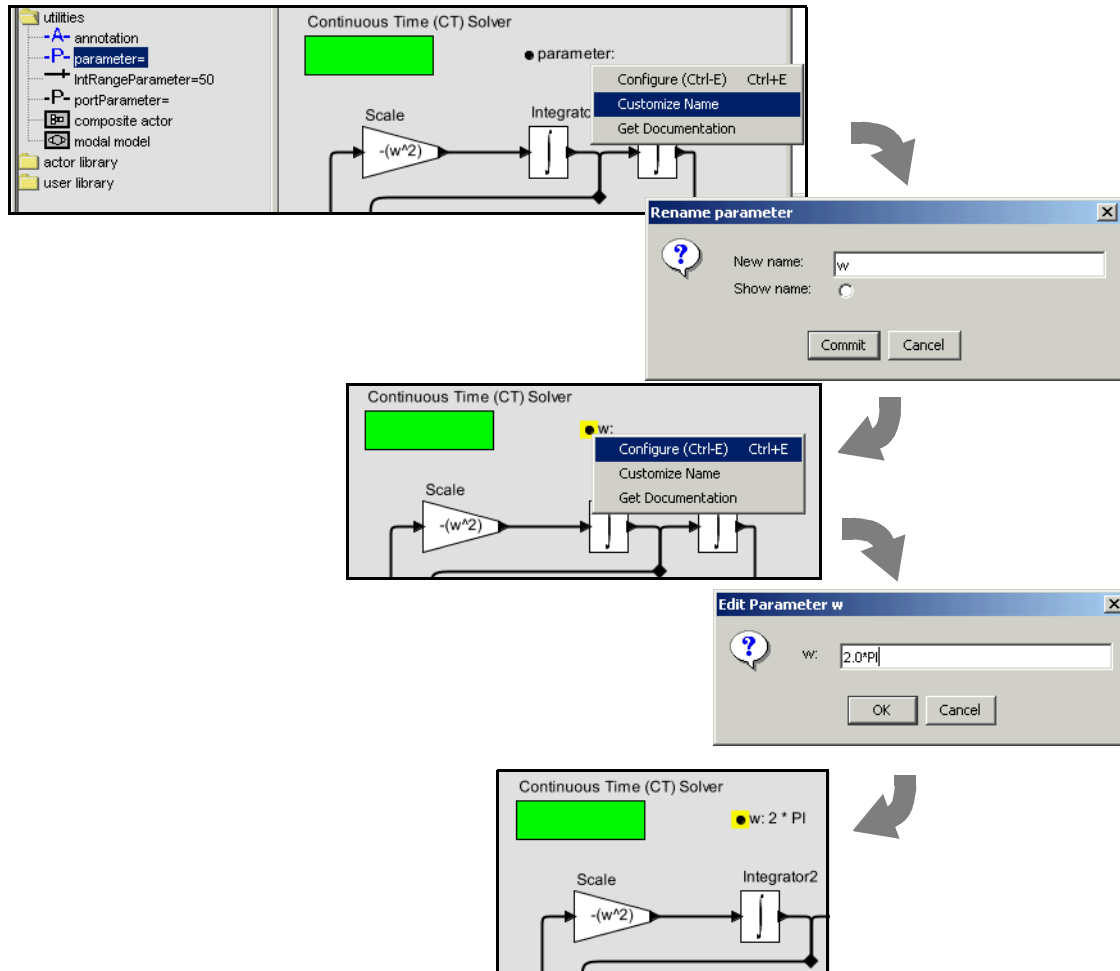 utilities
-A- annotation
-P- parameter=
IntRangeParameter=50
-P- portParameter=
composite actor
modal model
actor library
user library
Continuous Time (CT) Solver
parameter:
Configure (Ctrl-E) Ctrl+E
Customize Name
Get Documentation
Scale
Integrato
-(w^2)
∫
∫
Rename parameter
?
New name: w
Show name:
Commit Cancel
Continuous Time (CT) Solver
w:
Configure (Ctrl-E) Ctrl+E
Customize Name
Get Documentation
Scale
-(w^2)
∫
∫
Edit Parameter w
?
w: 2.0*PI
OK Cancel
Continuous Time (CT) Solver
w: 2 * PI
Scale Integrator2
-(w^2)
∫